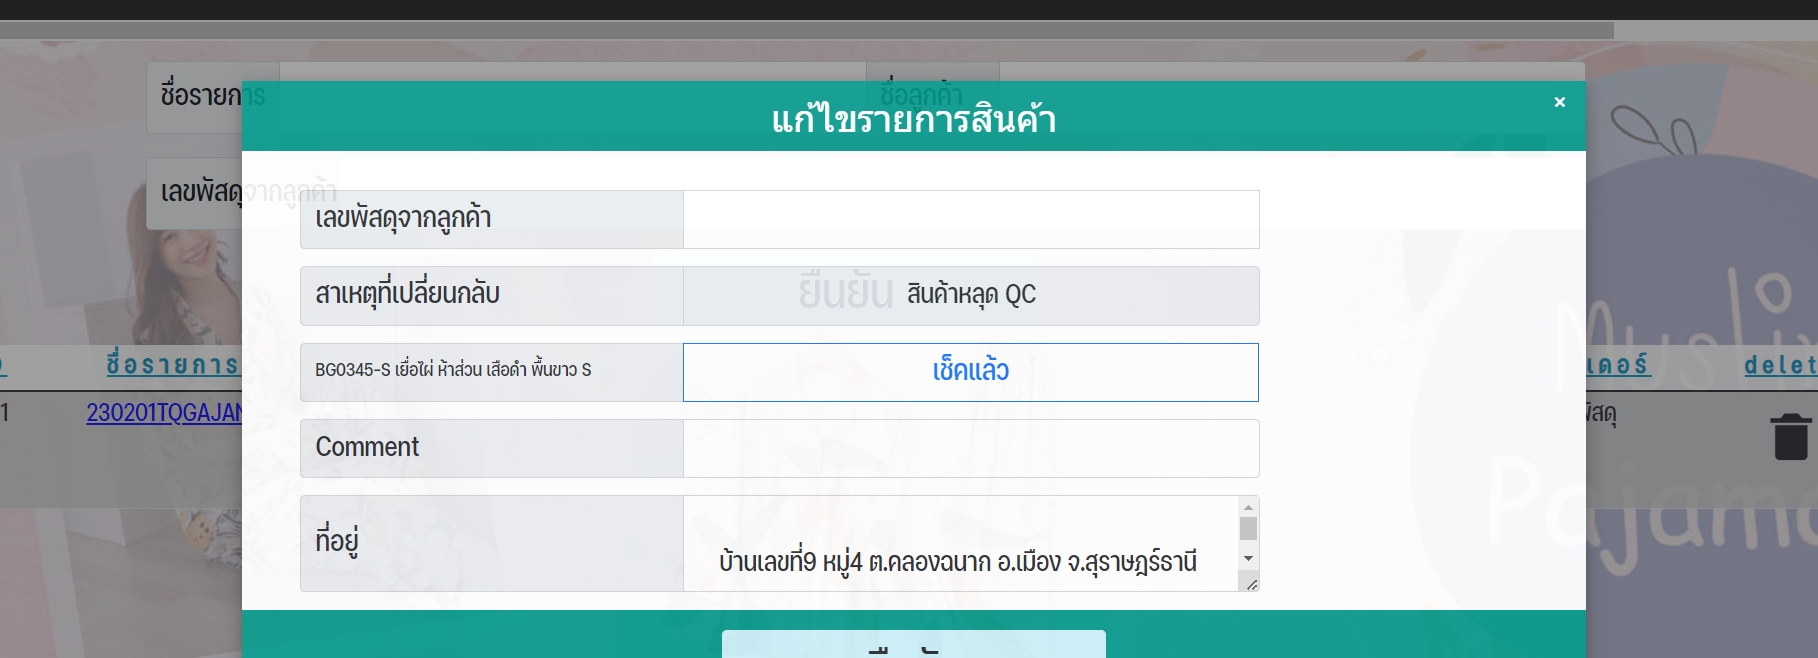 ชื่อรายการ
ชื่อลูกค้า
แก้ไขรายการสินค้า
×
เลขพัสดุจากลูกค้า
เลขพัสดุจากลูกค้า
สาเหตุที่เปลี่ยนกลับ
ยืนยัน
สินค้าหลุด QC
ชื่อรายการ
BG0345-S เยื่อไผ่ ห้าส่วน เสือดำ พื้นขาว S
เช็คแล้ว
เดอร์
delet
1
230201TQGAJAN
พัสดุ
Comment
ที่อยู่
บ้านเลขที่9 หมู่4 ต.คลองฉนาก อ.เมือง จ.สุราษฎร์ธานี
Muslin
Pajama